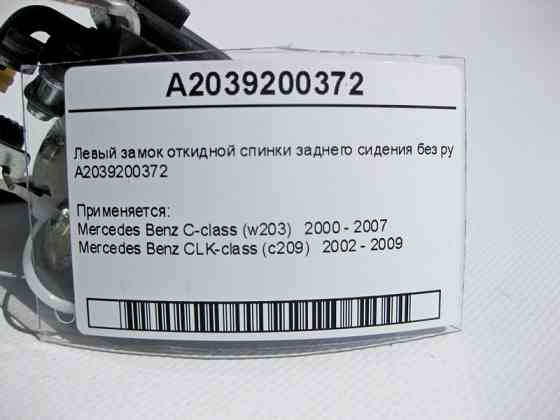 A2039200372
Левый замок откидной спинки заднего сидения без ру
A2039200372
Применяется:
Mercedes Benz C-class (w203) 2000 - 2007
Mercedes Benz CLK-class (c209) 2002 - 2009